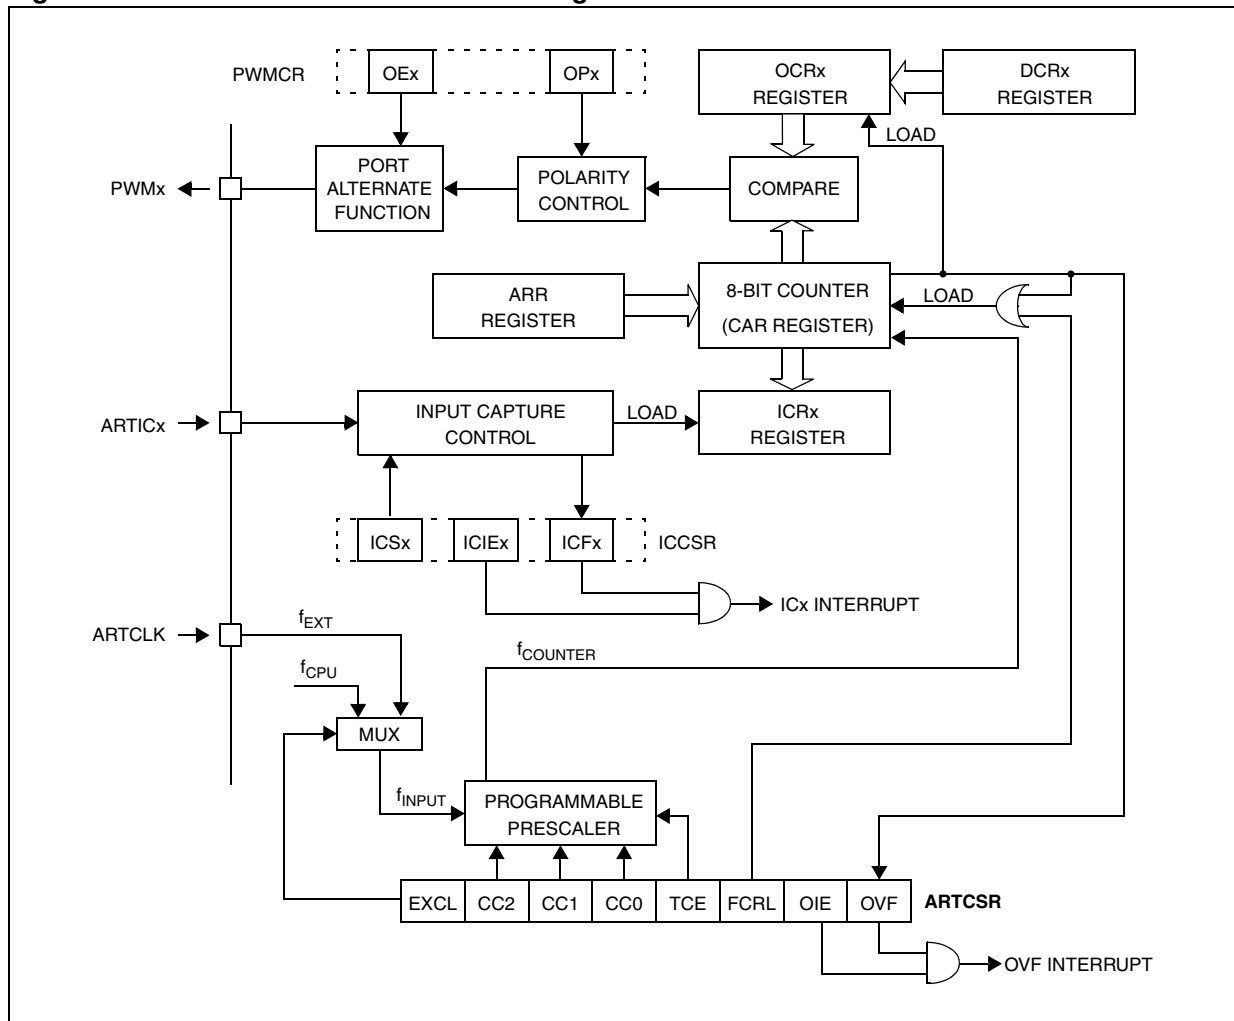 PWMCR
OEx
OPx
OCRx
REGISTER
DCRx
REGISTER
LOAD
PWMx
PORT
ALTERNATE
FUNCTION
POLARITY
CONTROL
COMPARE
ARR
REGISTER
8-BIT COUNTER
(CAR REGISTER)
LOAD
ARTICx
INPUT CAPTURE
CONTROL
LOAD
ICRx
REGISTER
ICSx
ICIEx
ICFx
ICCSR
ICx INTERRUPT
ARTCLK
fEXT
fCPU
fCOUNTER
MUX
fINPUT
PROGRAMMABLE
PRESCALER
EXCL
CC2
CC1
CC0
TCE
FCRL
OIE
OVF
ARTCSR
OVF INTERRUPT